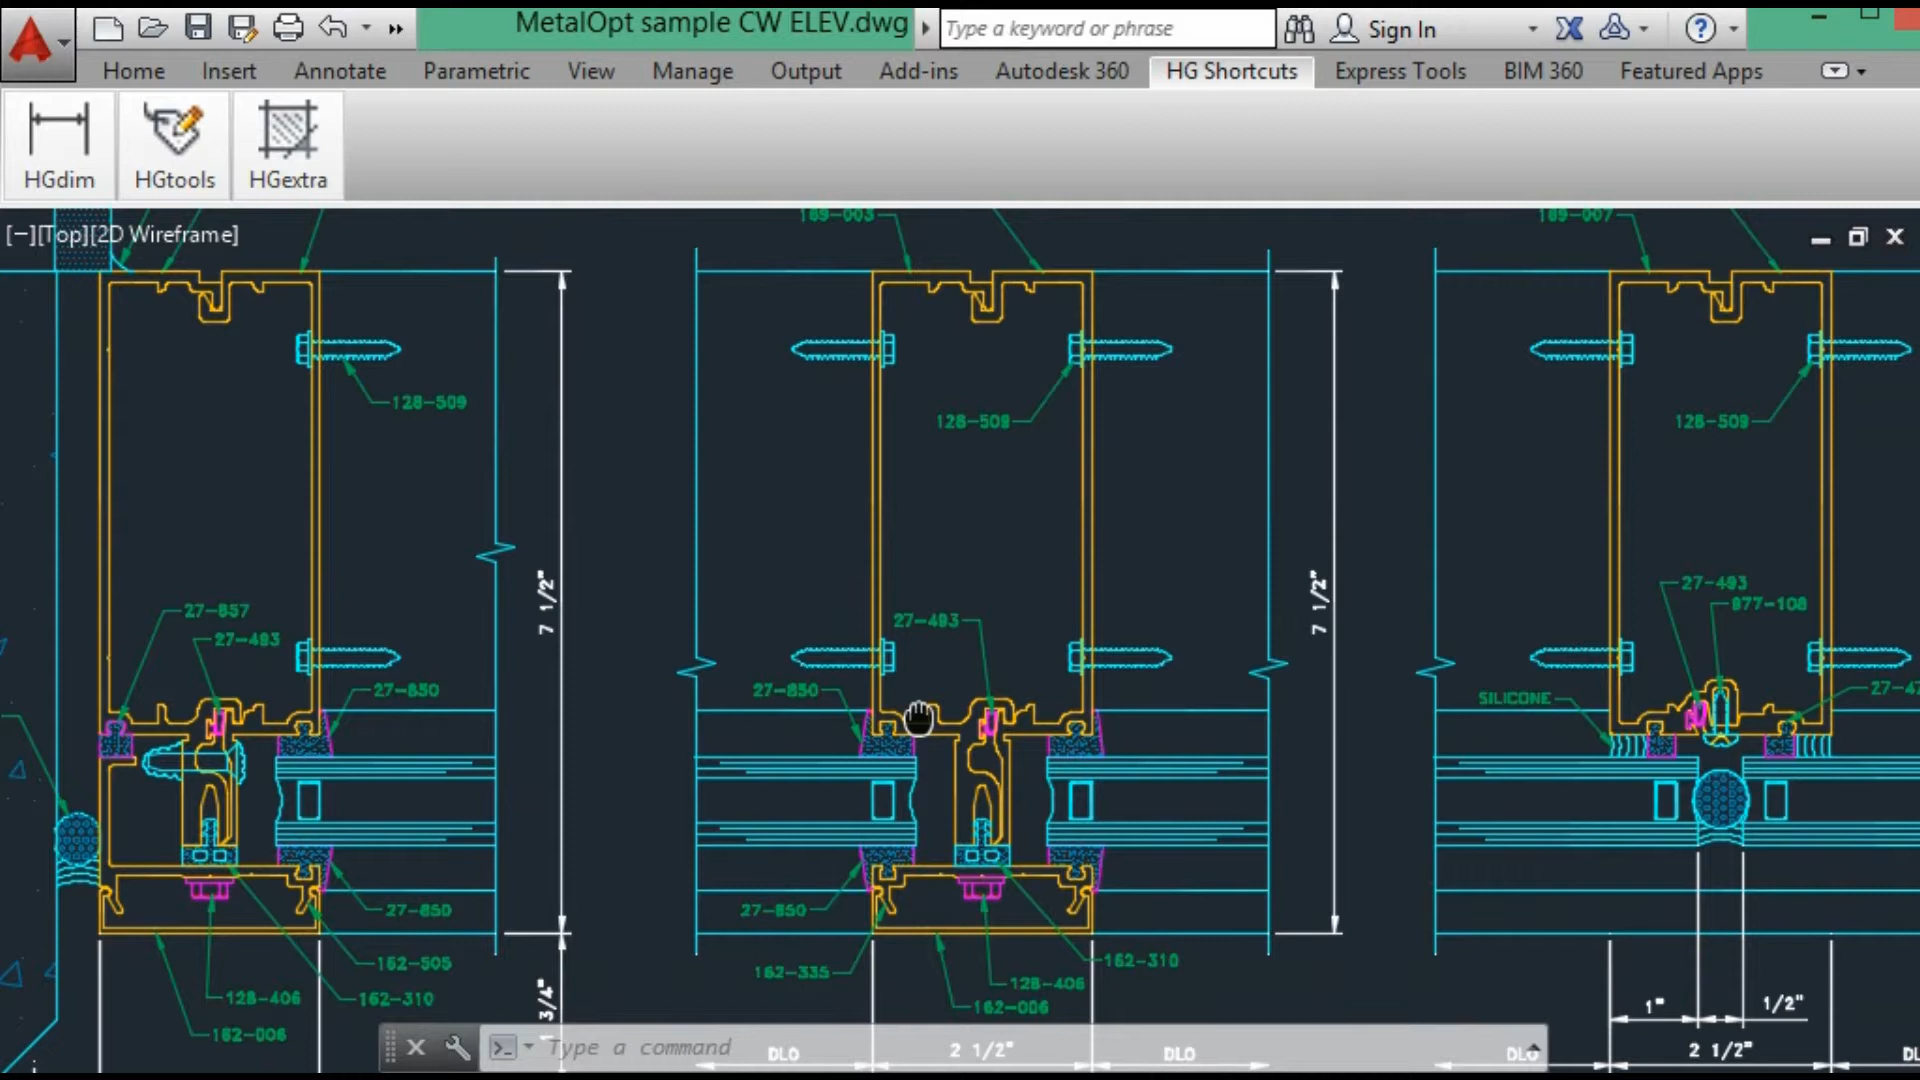 MetalOpt sample CW ELEV.dwg
Type a keyword or phrase
Sign In
Home Insert Annotate Parametric View Manage Output Add-ins Autodesk 360 HG Shortcuts Express Tools BIM 360 Featured Apps
HGdim HGtools HGextra
[−][Top][2D Wireframe]
189-003
189-007
128-509
128-509
128-509
7 1/2"
7 1/2"
27-857
27-493
27-850
27-493
27-850
27-493
977-108
SILICONE
27-850
27-850
162-505
162-310
128-406
162-006
162-335
162-310
128-406
162-006
3/4"
1"
1/2"
Type a command
DLO
2 1/2"
DLO
2 1/2"